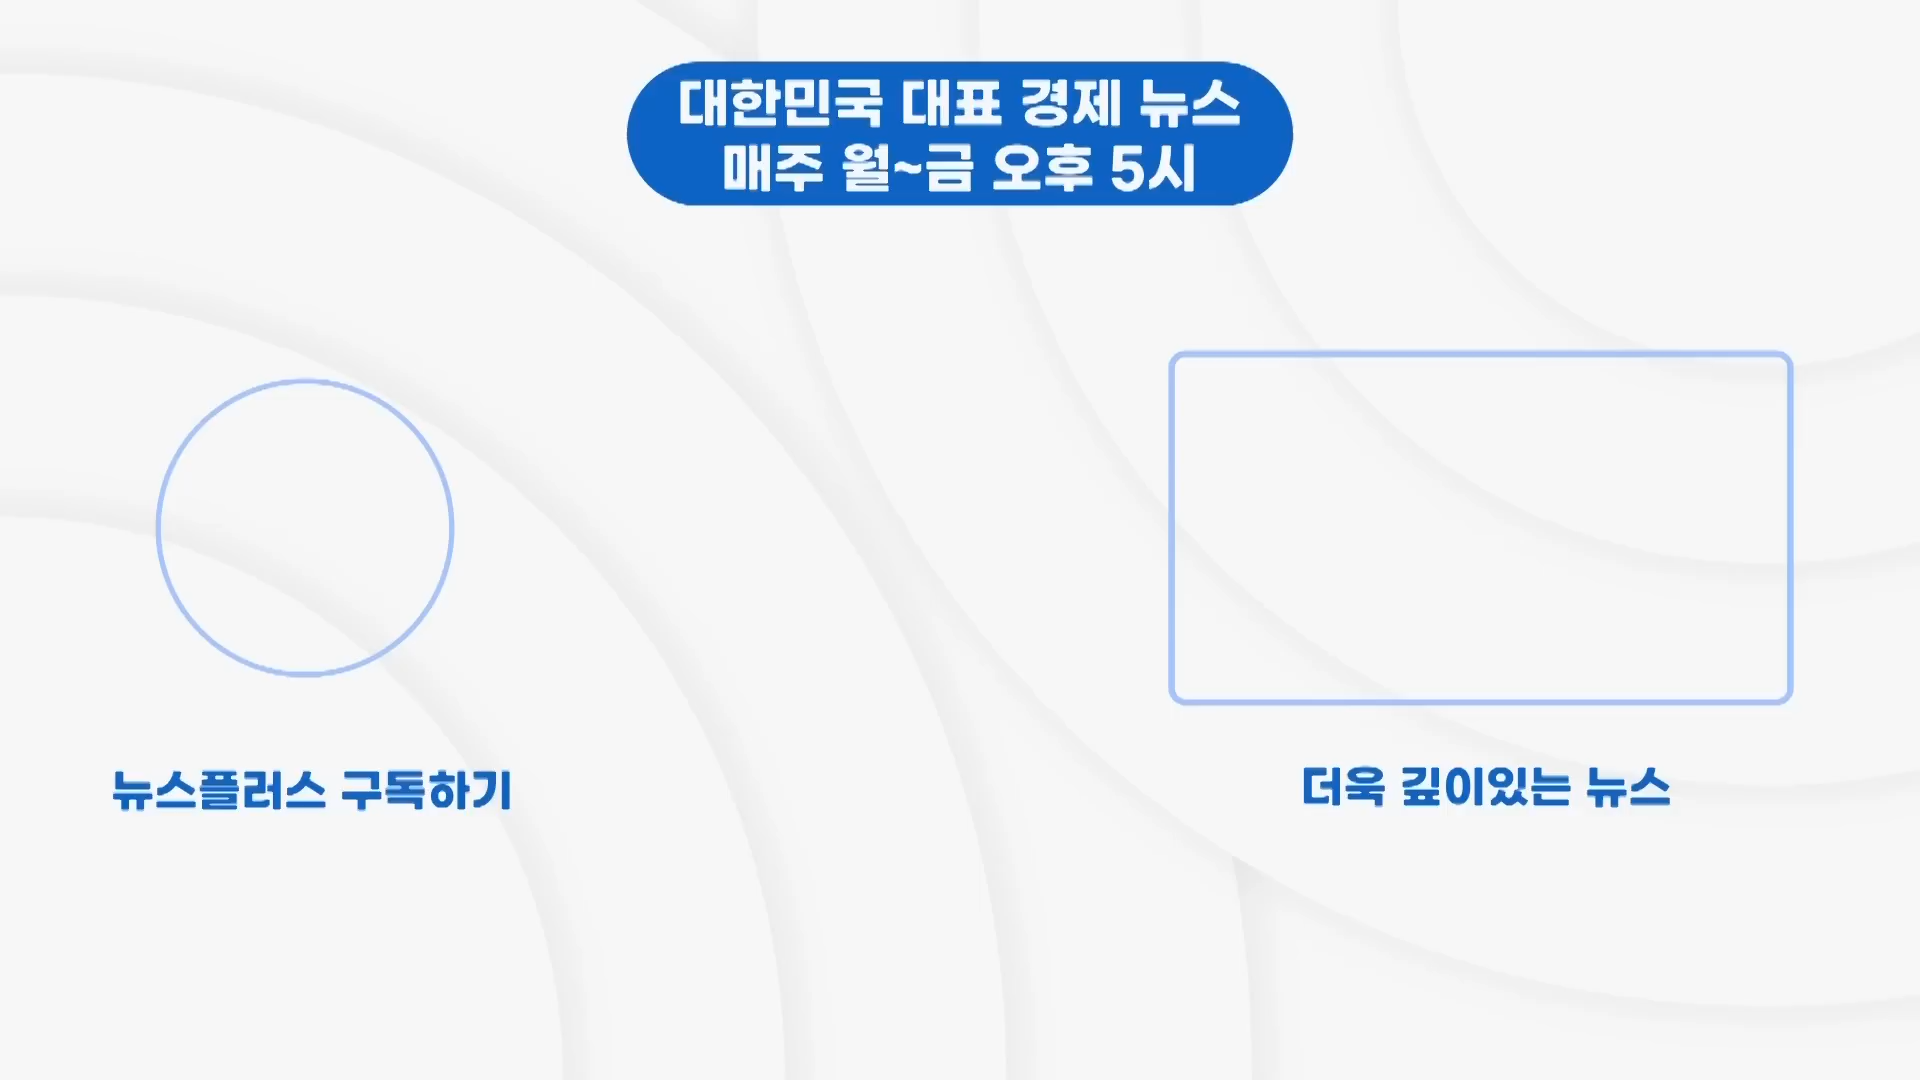 대한민국 대표 경제 뉴스
매주 월~금 오후 5시
뉴스플러스 구독하기
더욱 깊이있는 뉴스